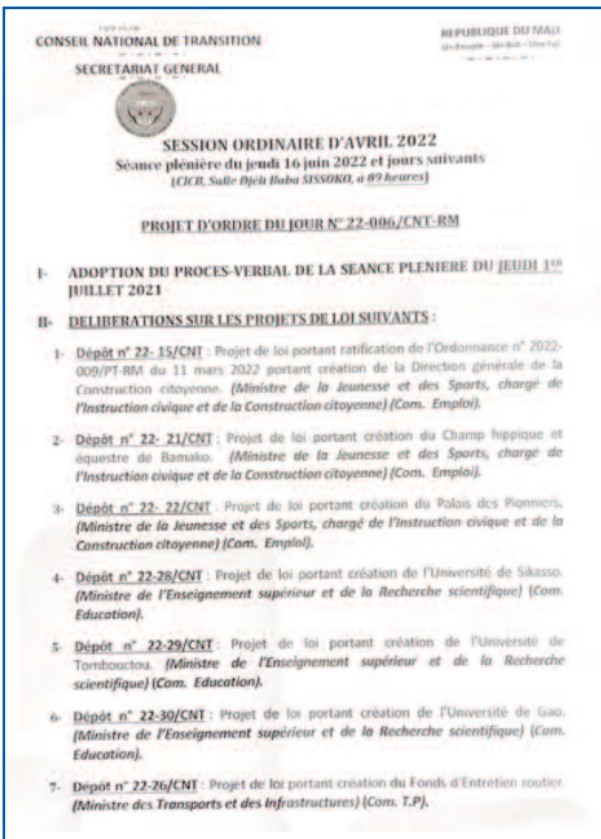 CONSEIL NATIONAL DE TRANSITION
REPUBLIQUE DU MALI
Un Peuple – Un But – Une Foi
SECRETARIAT GENERAL
SESSION ORDINAIRE D'AVRIL 2022
Séance plénière du jeudi 16 juin 2022 et jours suivants
(CICB, Salle Djéli Baba SISSOKO, à 09 heures)
PROJET D'ORDRE DU JOUR N° 22-006/CNT-RM
I- ADOPTION DU PROCES-VERBAL DE LA SEANCE PLENIERE DU JEUDI 1ER
JUILLET 2021
II- DELIBERATIONS SUR LES PROJETS DE LOI SUIVANTS :
1- Dépôt n° 22- 15/CNT : Projet de loi portant ratification de l'Ordonnance n° 2022-
009/PT-RM du 11 mars 2022 portant création de la Direction générale de la
Construction citoyenne. (Ministre de la Jeunesse et des Sports, chargé de
l'Instruction civique et de la Construction citoyenne) (Com. Emploi).
2- Dépôt n° 22- 21/CNT : Projet de loi portant création du Champ hippique et
équestre de Bamako. (Ministre de la Jeunesse et des Sports, chargé de
l'Instruction civique et de la Construction citoyenne) (Com. Emploi).
3- Dépôt n° 22- 22/CNT : Projet de loi portant création du Palais des Pionniers.
(Ministre de la Jeunesse et des Sports, chargé de l'Instruction civique et de la
Construction citoyenne) (Com. Emploi).
4- Dépôt n° 22-28/CNT : Projet de loi portant création de l'Université de Sikasso.
(Ministre de l'Enseignement supérieur et de la Recherche scientifique) (Com.
Education).
5- Dépôt n° 22-29/CNT : Projet de loi portant création de l'Université de
Tombouctou. (Ministre de l'Enseignement supérieur et de la Recherche
scientifique) (Com. Education).
6- Dépôt n° 22-30/CNT : Projet de loi portant création de l'Université de Gao.
(Ministre de l'Enseignement supérieur et de la Recherche scientifique) (Com.
Education).
7- Dépôt n° 22-26/CNT : Projet de loi portant création du Fonds d'Entretien routier.
(Ministre des Transports et des Infrastructures) (Com. T.P).